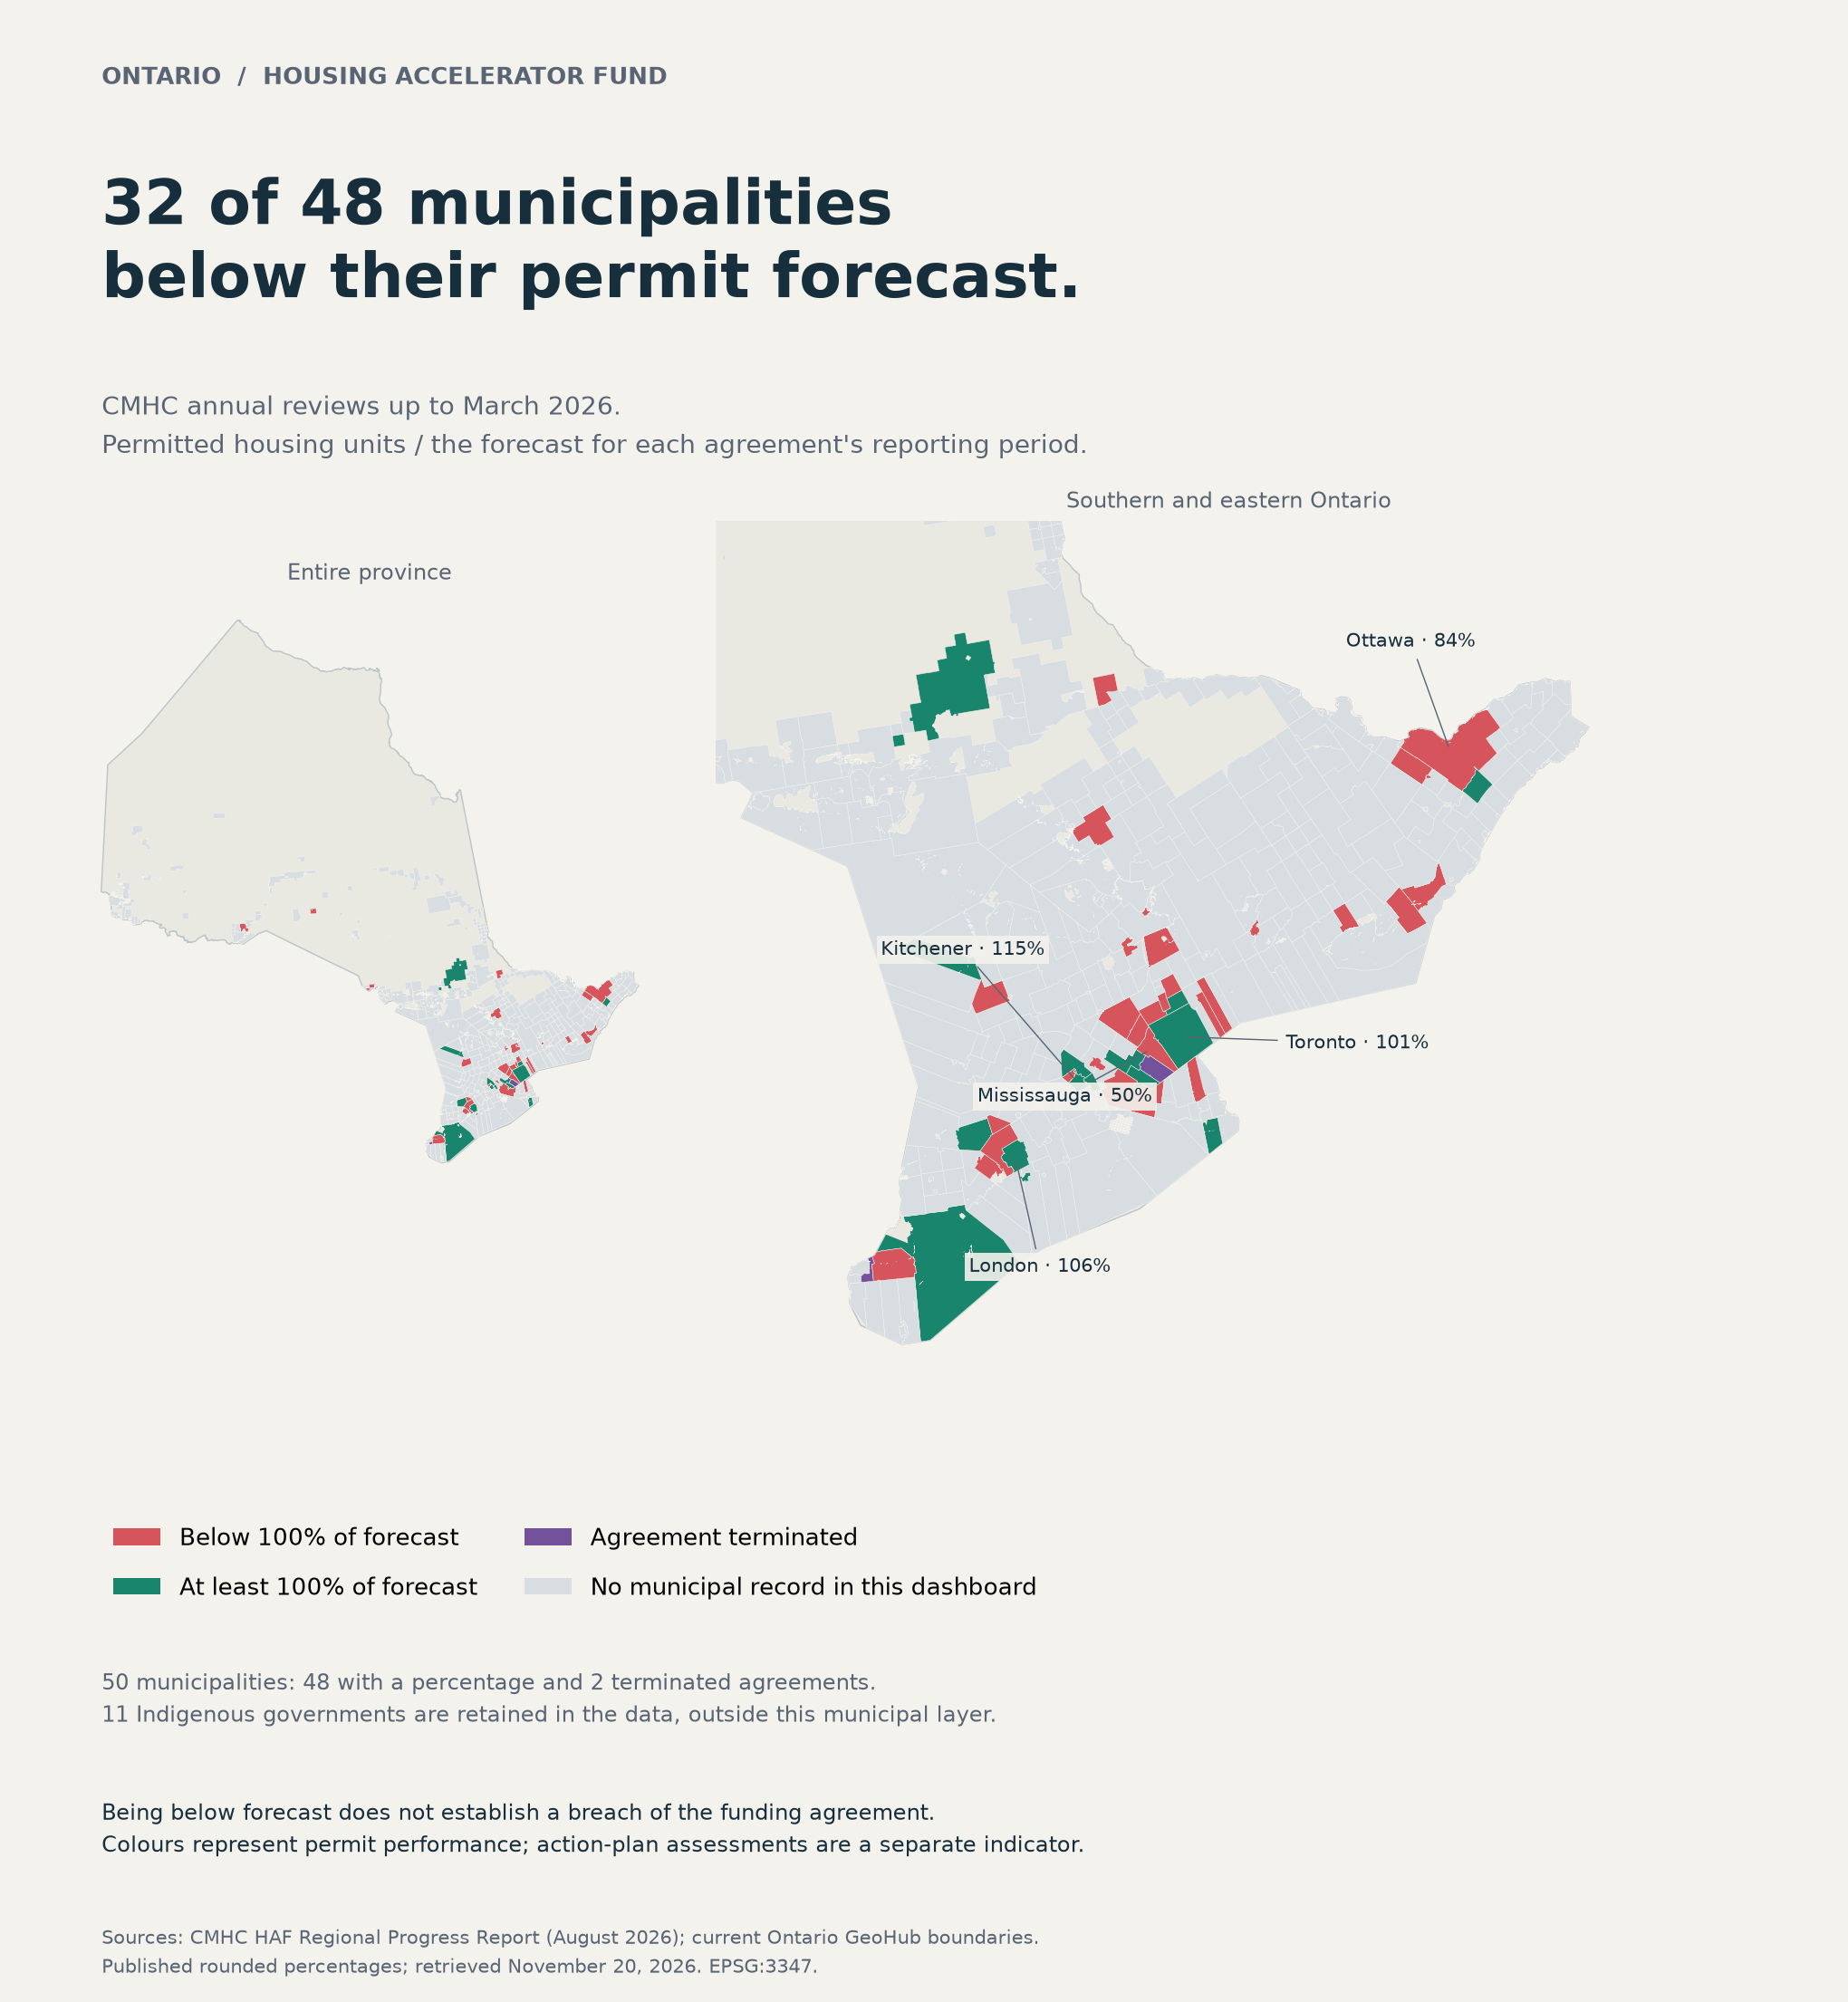 ONTARIO / HOUSING ACCELERATOR FUND
32 of 48 municipalities
below their permit forecast.
CMHC annual reviews up to March 2026.
Permitted housing units / the forecast for each agreement's reporting period.
Southern and eastern Ontario
Entire province
Ottawa · 84%
Kitchener · 115%
Toronto · 101%
Mississauga · 50%
London · 106%
Below 100% of forecast
Agreement terminated
At least 100% of forecast
No municipal record in this dashboard
50 municipalities: 48 with a percentage and 2 terminated agreements.
11 Indigenous governments are retained in the data, outside this municipal layer.
Being below forecast does not establish a breach of the funding agreement.
Colours represent permit performance; action-plan assessments are a separate indicator.
Sources: CMHC HAF Regional Progress Report (August 2026); current Ontario GeoHub boundaries.
Published rounded percentages; retrieved November 20, 2026. EPSG:3347.